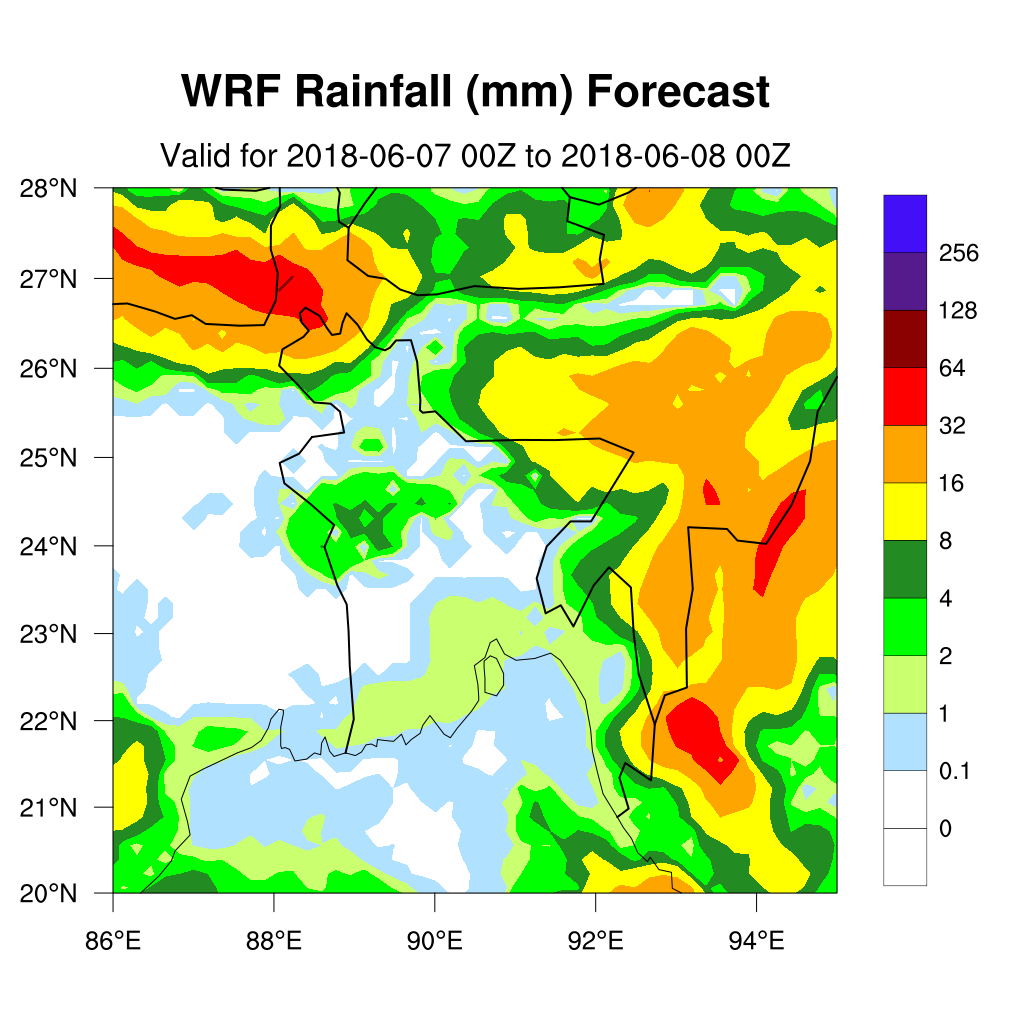 WRF Rainfall (mm) Forecast
Valid for 2018-06-07 00Z to 2018-06-08 00Z
28°N
27°N
26°N
25°N
24°N
23°N
22°N
21°N
20°N
86°E 88°E 90°E 92°E 94°E
256
128
64
32
16
8
4
2
1
0.1
0